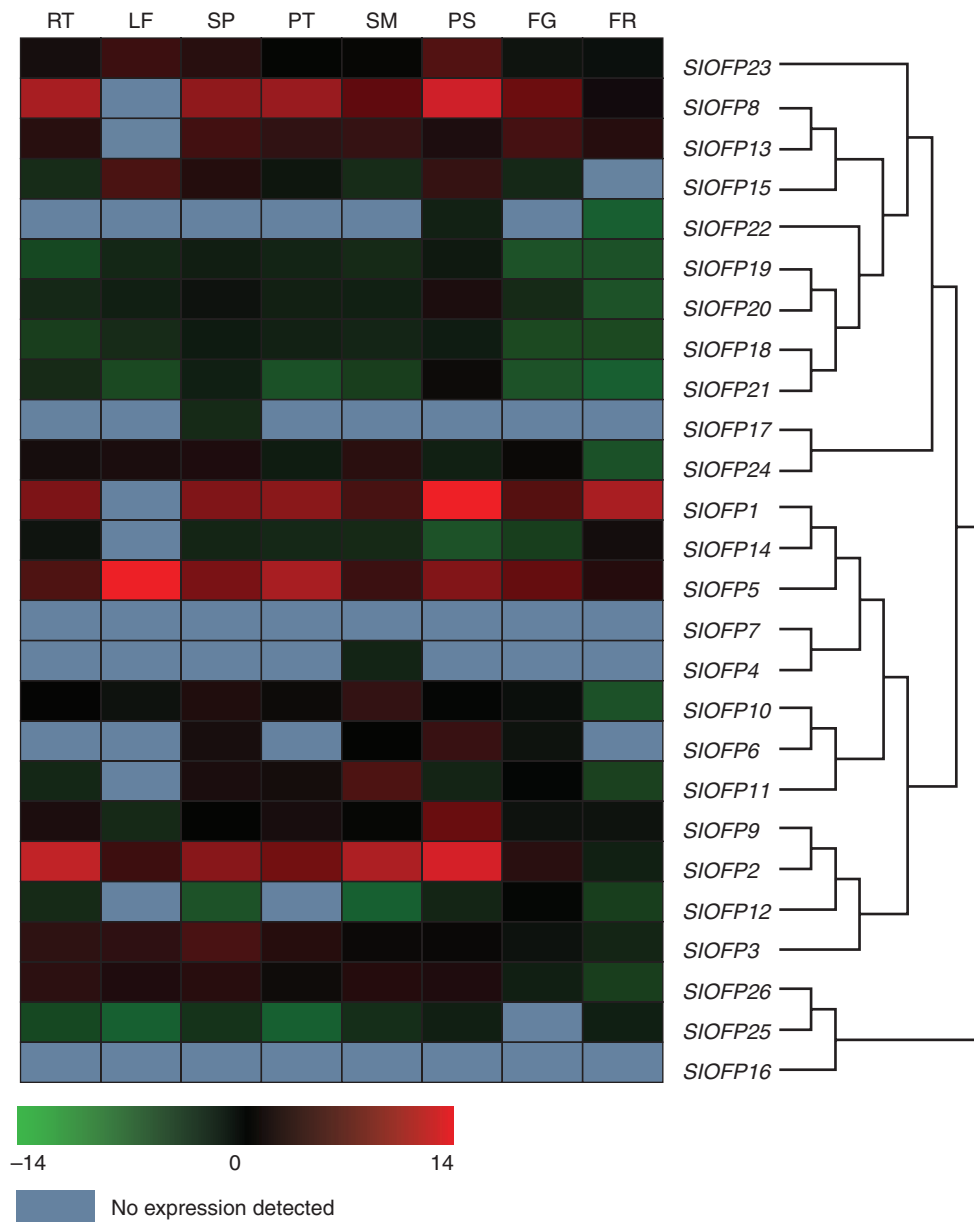 RT LF SP PT SM PS FG FR
SlOFP23
SlOFP8
SlOFP13
SlOFP15
SlOFP22
SlOFP19
SlOFP20
SlOFP18
SlOFP21
SlOFP17
SlOFP24
SlOFP1
SlOFP14
SlOFP5
SlOFP7
SlOFP4
SlOFP10
SlOFP6
SlOFP11
SlOFP9
SlOFP2
SlOFP12
SlOFP3
SlOFP26
SlOFP25
SlOFP16
–14 0 14
No expression detected